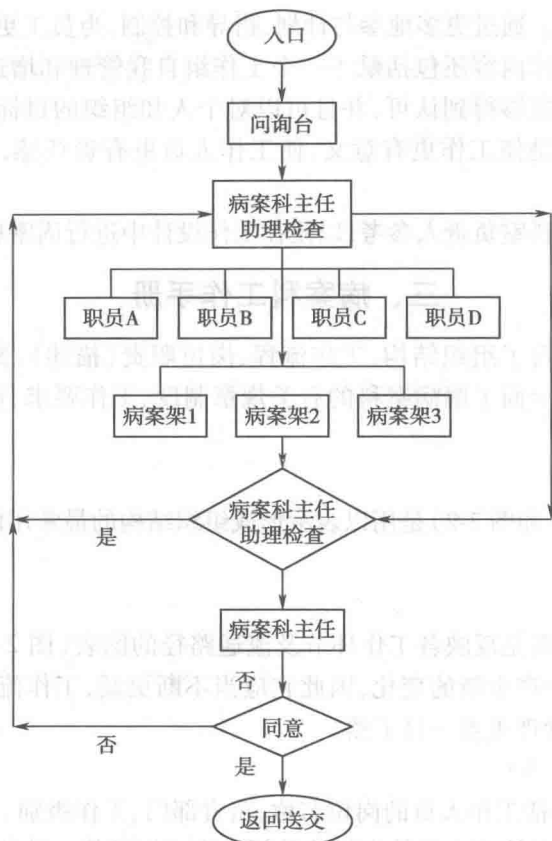 入口
问询台
病案科主任
助理检查
职员A
职员B
职员C
职员D
病案架1
病案架2
病案架3
病案科主任
助理检查
是
病案科主任
否
同意
否
是
返回送交